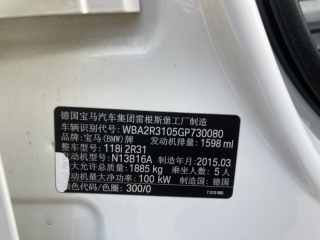 德国宝马汽车集团雷根斯堡工厂制造
车辆识别代号: WBA2R3105GP730080
品牌: 宝马(BMW)牌 发动机排量: 1598 ml
整车型号: 118i 2R31
发动机型号: N13B16A 制造年月: 2015.03
最大允许总质量: 1885 kg 乘坐人数: 5 人
发动机最大净功率: 100 kW 制造国: 德国
颜色代码/色圈: 300/0